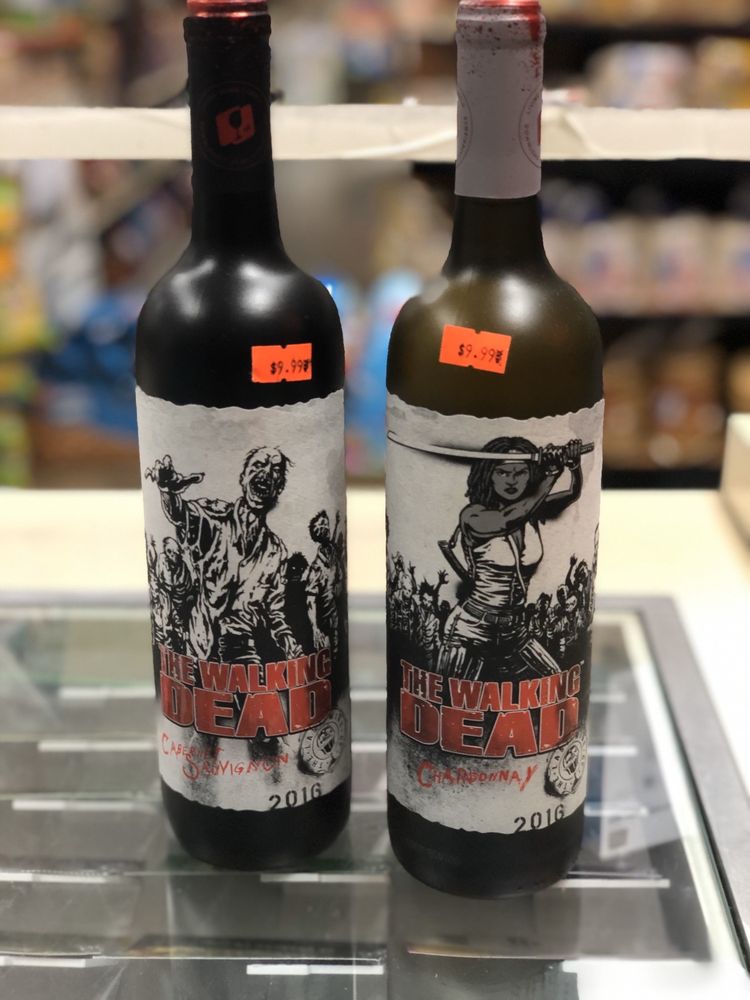 $9.99
THE WALKING
DEAD
CABERNET
SAUVIGNON
2016
$9.99
THE WALKING
DEAD
CHARDONNAY
2016